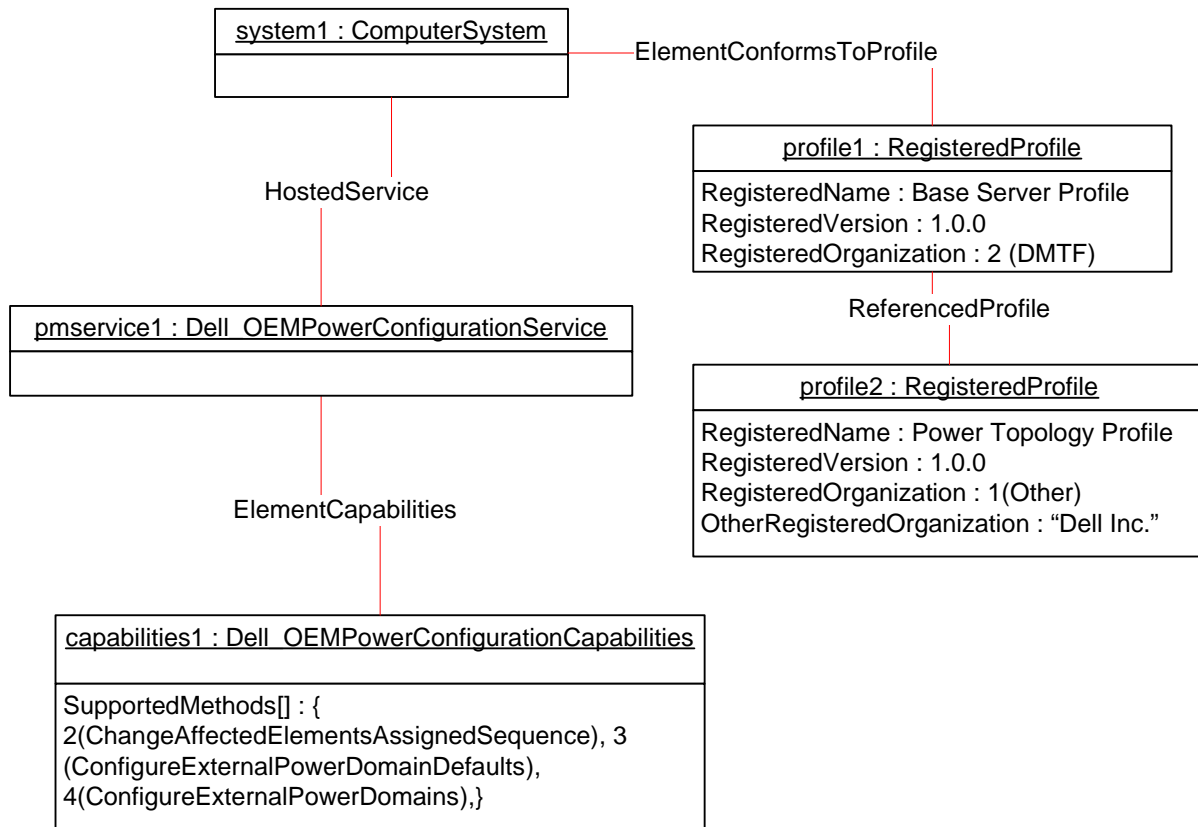 system1 : ComputerSystem
ElementConformsToProfile
profile1 : RegisteredProfile
RegisteredName : Base Server Profile
RegisteredVersion : 1.0.0
RegisteredOrganization : 2 (DMTF)
HostedService
ReferencedProfile
pmservice1 : Dell_OEMPowerConfigurationService
profile2 : RegisteredProfile
RegisteredName : Power Topology Profile
RegisteredVersion : 1.0.0
RegisteredOrganization : 1(Other)
OtherRegisteredOrganization : “Dell Inc.”
ElementCapabilities
capabilities1 : Dell_OEMPowerConfigurationCapabilities
SupportedMethods[] : {
2(ChangeAffectedElementsAssignedSequence), 3
(ConfigureExternalPowerDomainDefaults),
4(ConfigureExternalPowerDomains),}